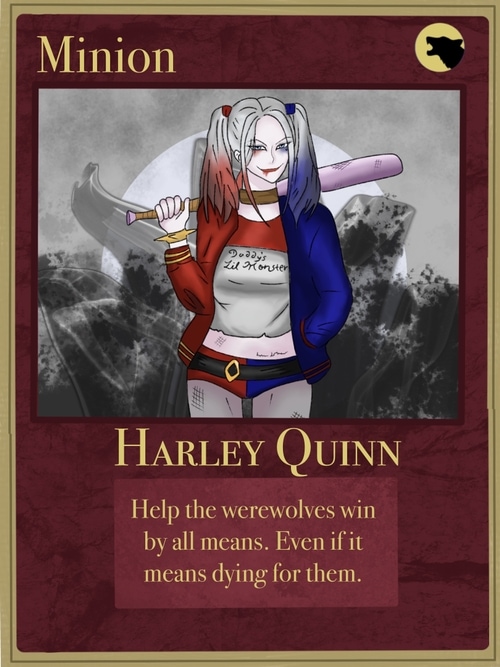 Minion
Daddy's
Lil Monster
HARLEY QUINN
Help the werewolves win
by all means. Even if it
means dying for them.